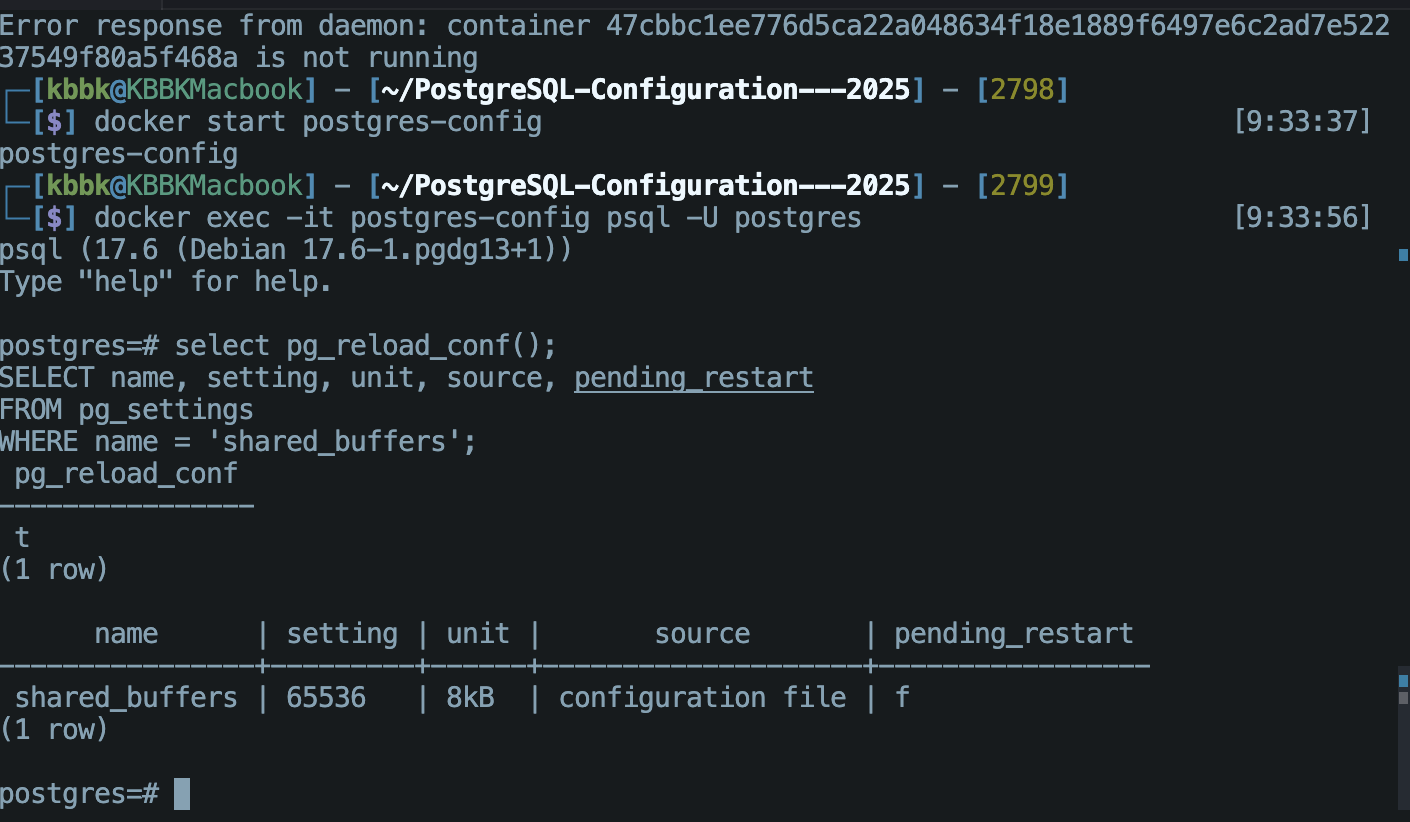 Error response from daemon: container 47cbbc1ee776d5ca22a048634f18e1889f6497e6c2ad7e522
37549f80a5f468a is not running
┌─[kbbk@KBBKMacbook] - [~/PostgreSQL-Configuration---2025] - [2798]
└─[$] docker start postgres-config [9:33:37]
postgres-config
┌─[kbbk@KBBKMacbook] - [~/PostgreSQL-Configuration---2025] - [2799]
└─[$] docker exec -it postgres-config psql -U postgres [9:33:56]
psql (17.6 (Debian 17.6-1.pgdg13+1))
Type "help" for help.

postgres=# select pg_reload_conf();
SELECT name, setting, unit, source, pending_restart
FROM pg_settings
WHERE name = 'shared_buffers';
 pg_reload_conf
----------------
 t
(1 row)

      name      | setting | unit |       source       | pending_restart
----------------+---------+------+--------------------+-----------------
 shared_buffers | 65536   | 8kB  | configuration file | f
(1 row)

postgres=#